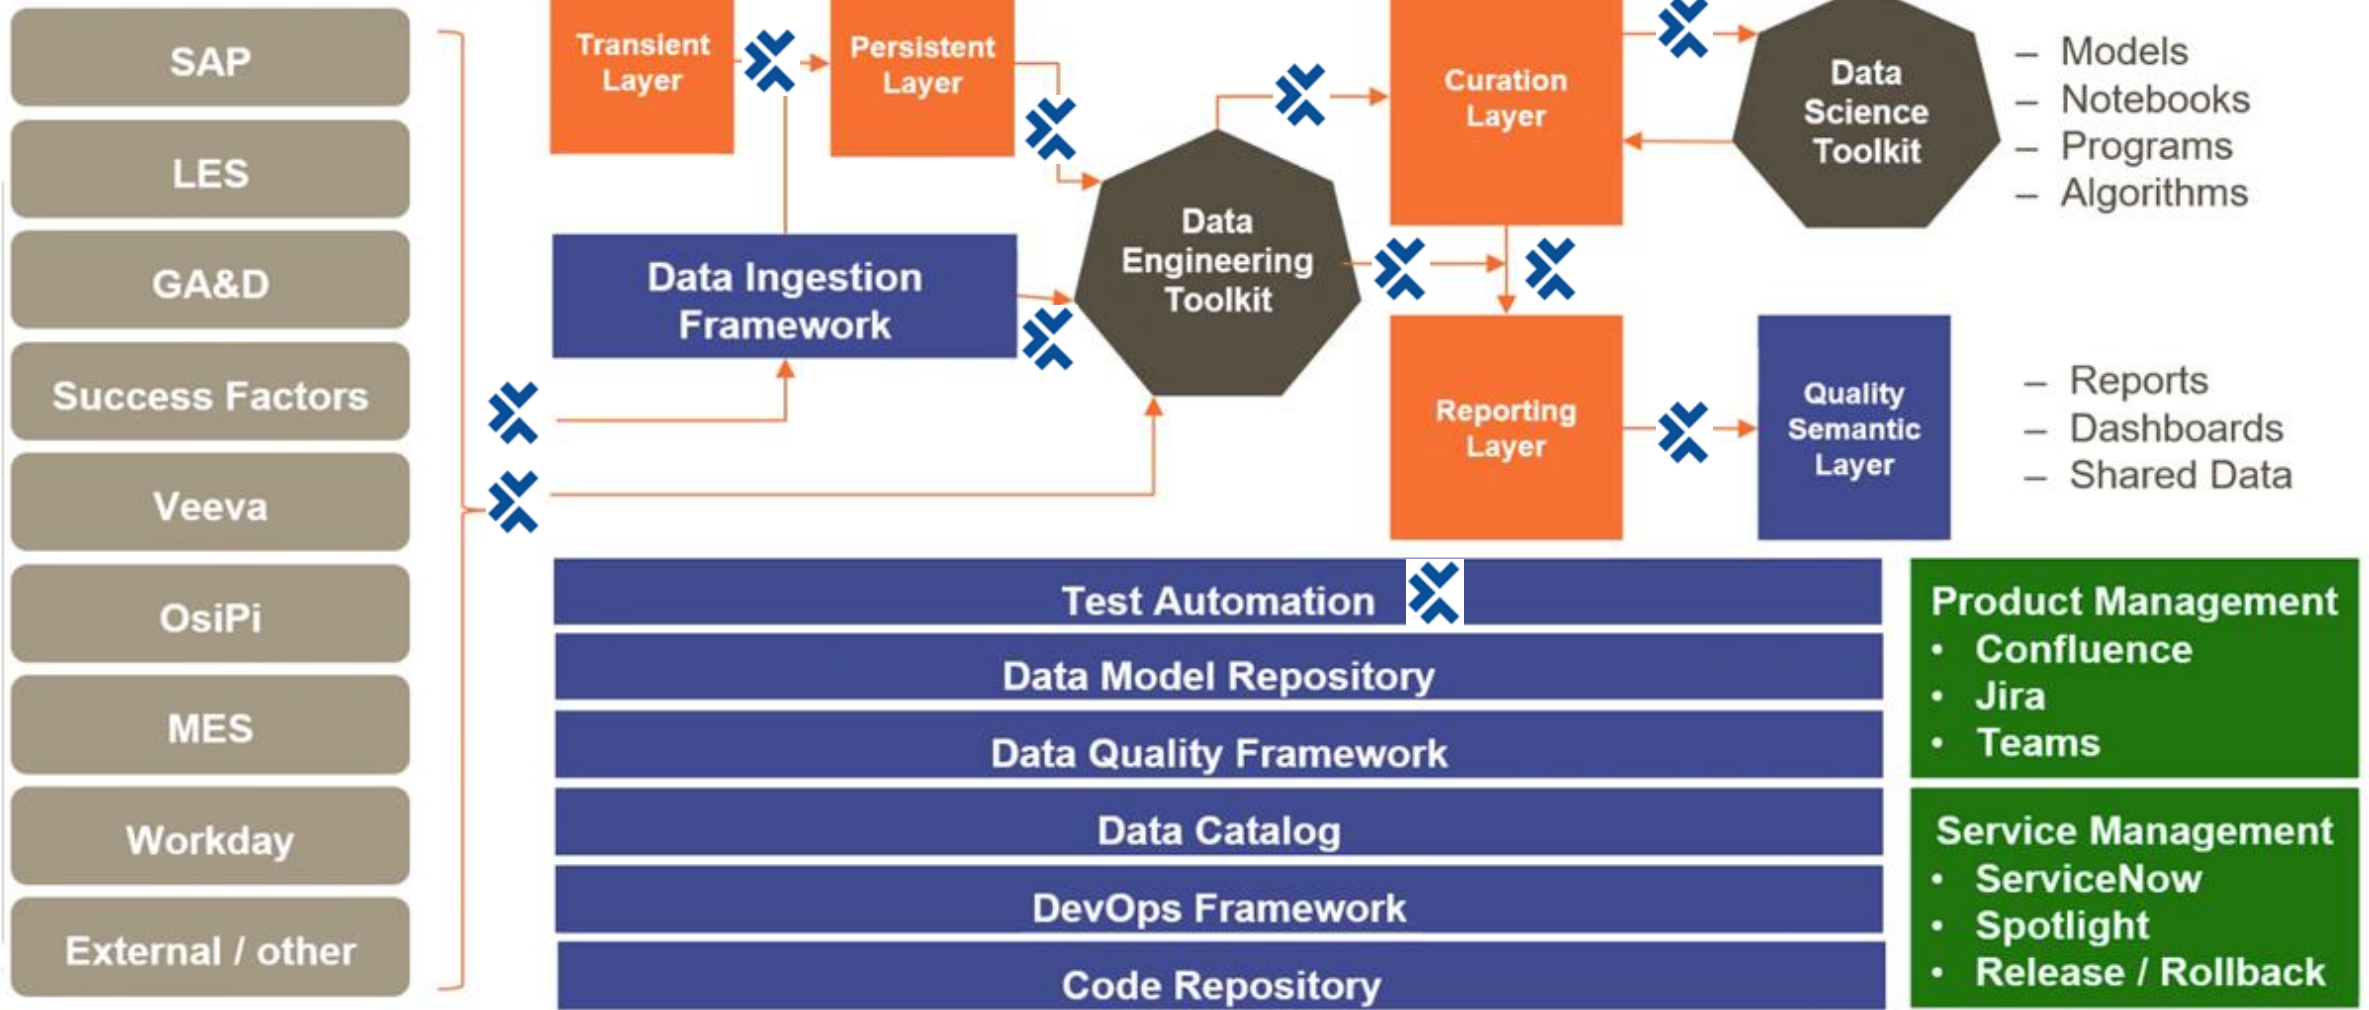 SAP
LES
GA&D
Success Factors
Veeva
OsiPi
MES
Workday
External / other
Transient
Layer
Persistent
Layer
Data Ingestion
Framework
Data
Engineering
Toolkit
Curation
Layer
Data
Science
Toolkit
– Models
– Notebooks
– Programs
– Algorithms
Reporting
Layer
Quality
Semantic
Layer
– Reports
– Dashboards
– Shared Data
Test Automation
Data Model Repository
Data Quality Framework
Data Catalog
DevOps Framework
Code Repository
Product Management
• Confluence
• Jira
• Teams
Service Management
• ServiceNow
• Spotlight
• Release / Rollback